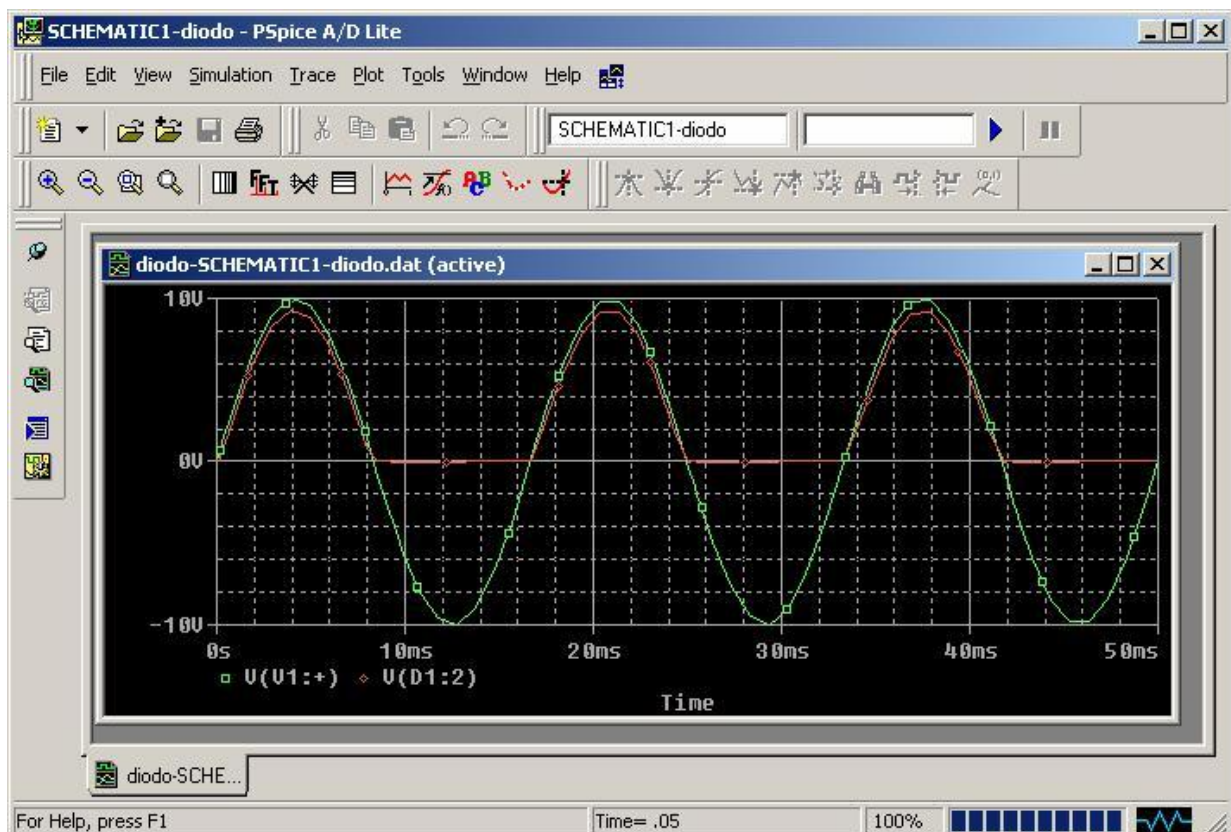 SCHEMATIC1-diodo - PSpice A/D Lite
File Edit View Simulation Trace Plot Tools Window Help
SCHEMATIC1-diodo
diodo-SCHEMATIC1-diodo.dat (active)
10V
0V
-10V
0s 10ms 20ms 30ms 40ms 50ms
V(V1:+) V(D1:2)
Time
diodo-SCHE...
For Help, press F1 Time= .05 100%